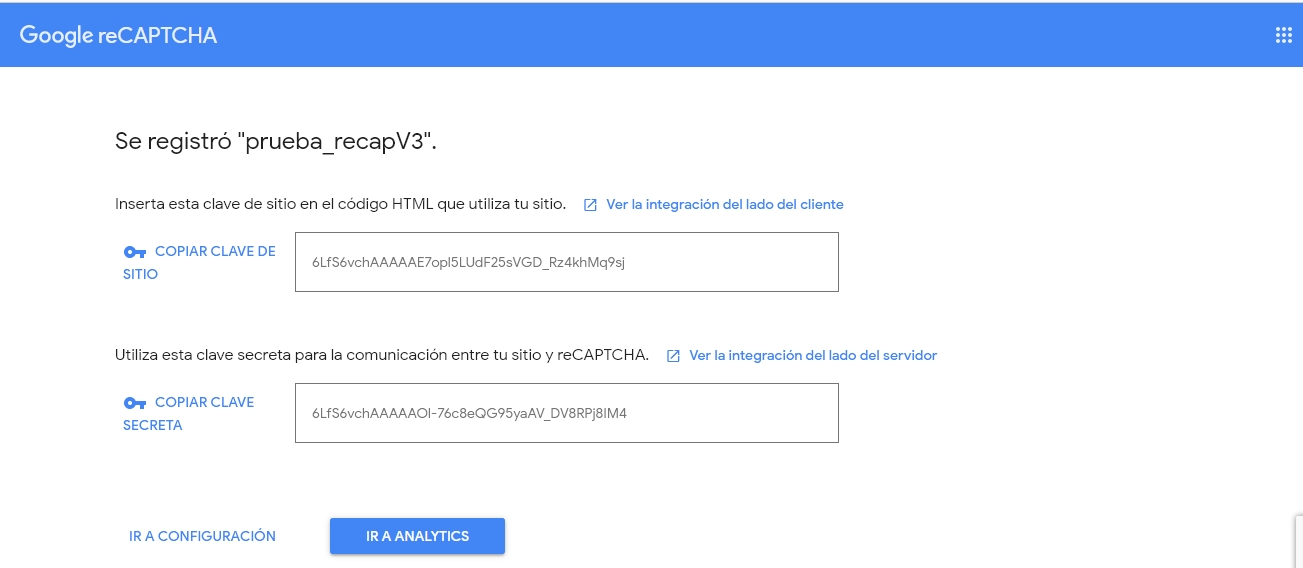 Google reCAPTCHA
Se registró "prueba_recapV3".
Inserta esta clave de sitio en el código HTML que utiliza tu sitio. Ver la integración del lado del cliente
COPIAR CLAVE DE
SITIO
6LfS6vchAAAAAE7opI5LUdF25sVGD_Rz4khMq9sj
Utiliza esta clave secreta para la comunicación entre tu sitio y reCAPTCHA. Ver la integración del lado del servidor
COPIAR CLAVE
SECRETA
6LfS6vchAAAAAOl-76c8eQG95yaAV_DV8RPj8IM4
IR A CONFIGURACIÓN IR A ANALYTICS